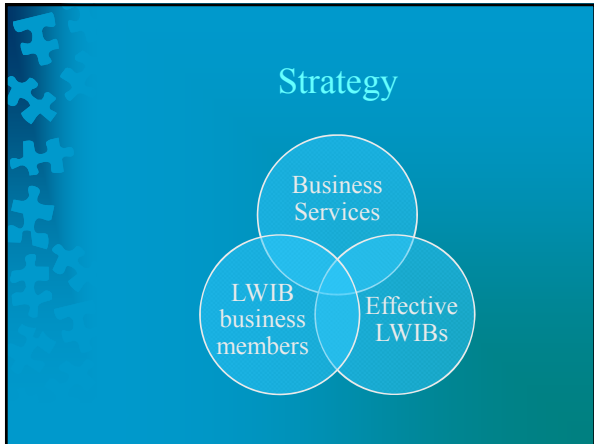 Strategy
Business
Services
LWIB
business
members
Effective
LWIBs